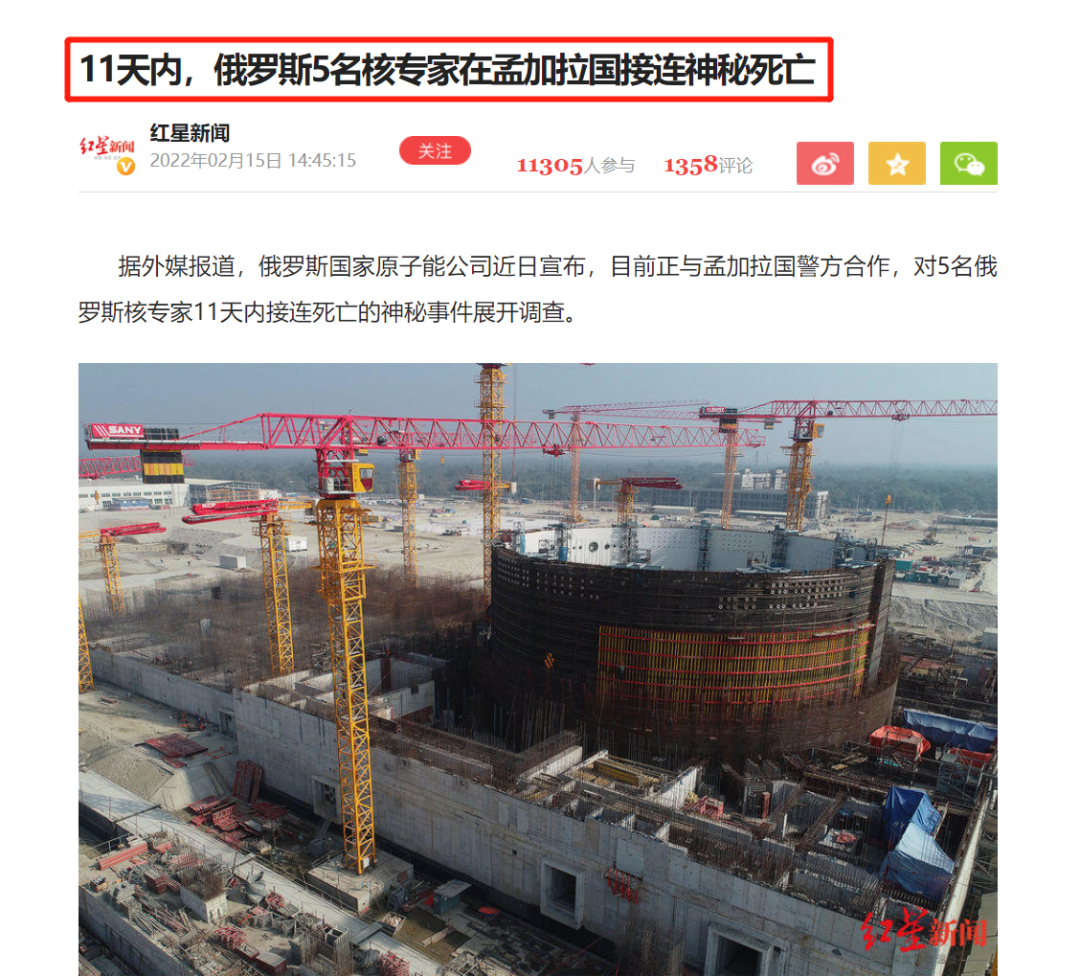 11天内，俄罗斯5名核专家在孟加拉国接连神秘死亡
红星新闻
红星新闻
2022年02月15日 14:45:15
关注
11305人参与
1358评论
据外媒报道，俄罗斯国家原子能公司近日宣布，目前正与孟加拉国警方合作，对5名俄
罗斯核专家11天内接连死亡的神秘事件展开调查。
SANY
红星新闻